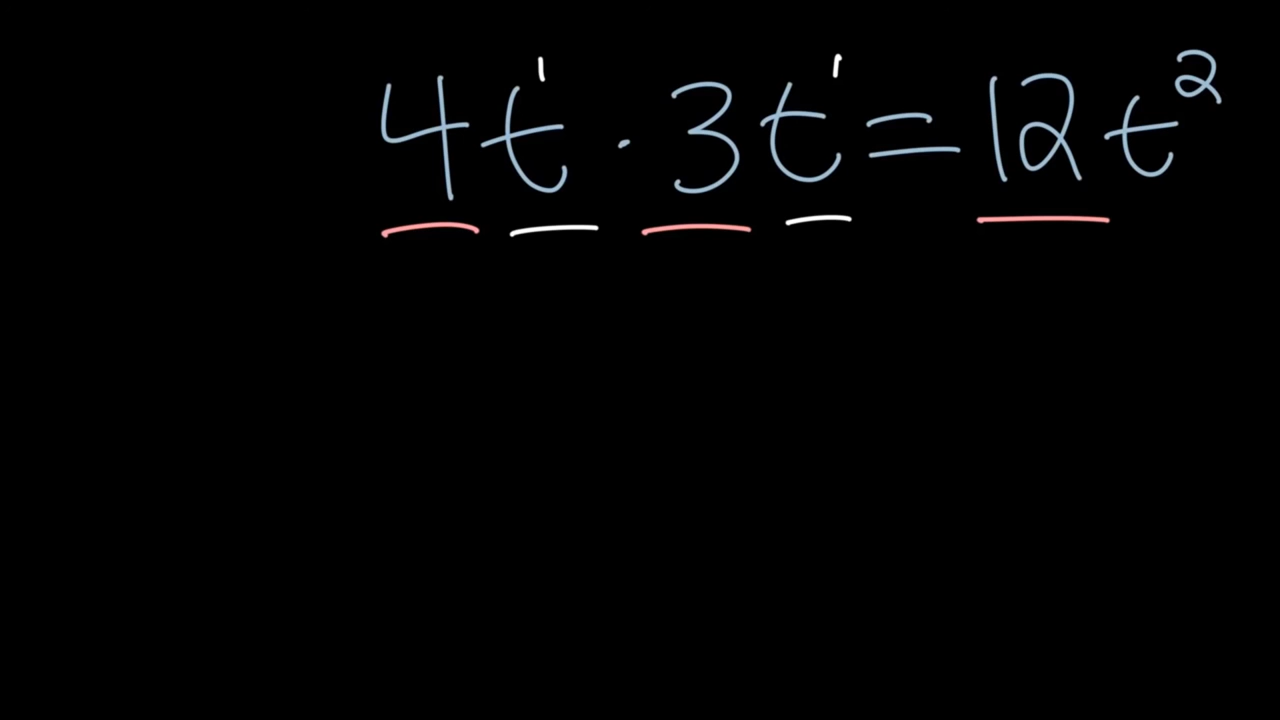 4t¹ · 3t¹ = 12t²